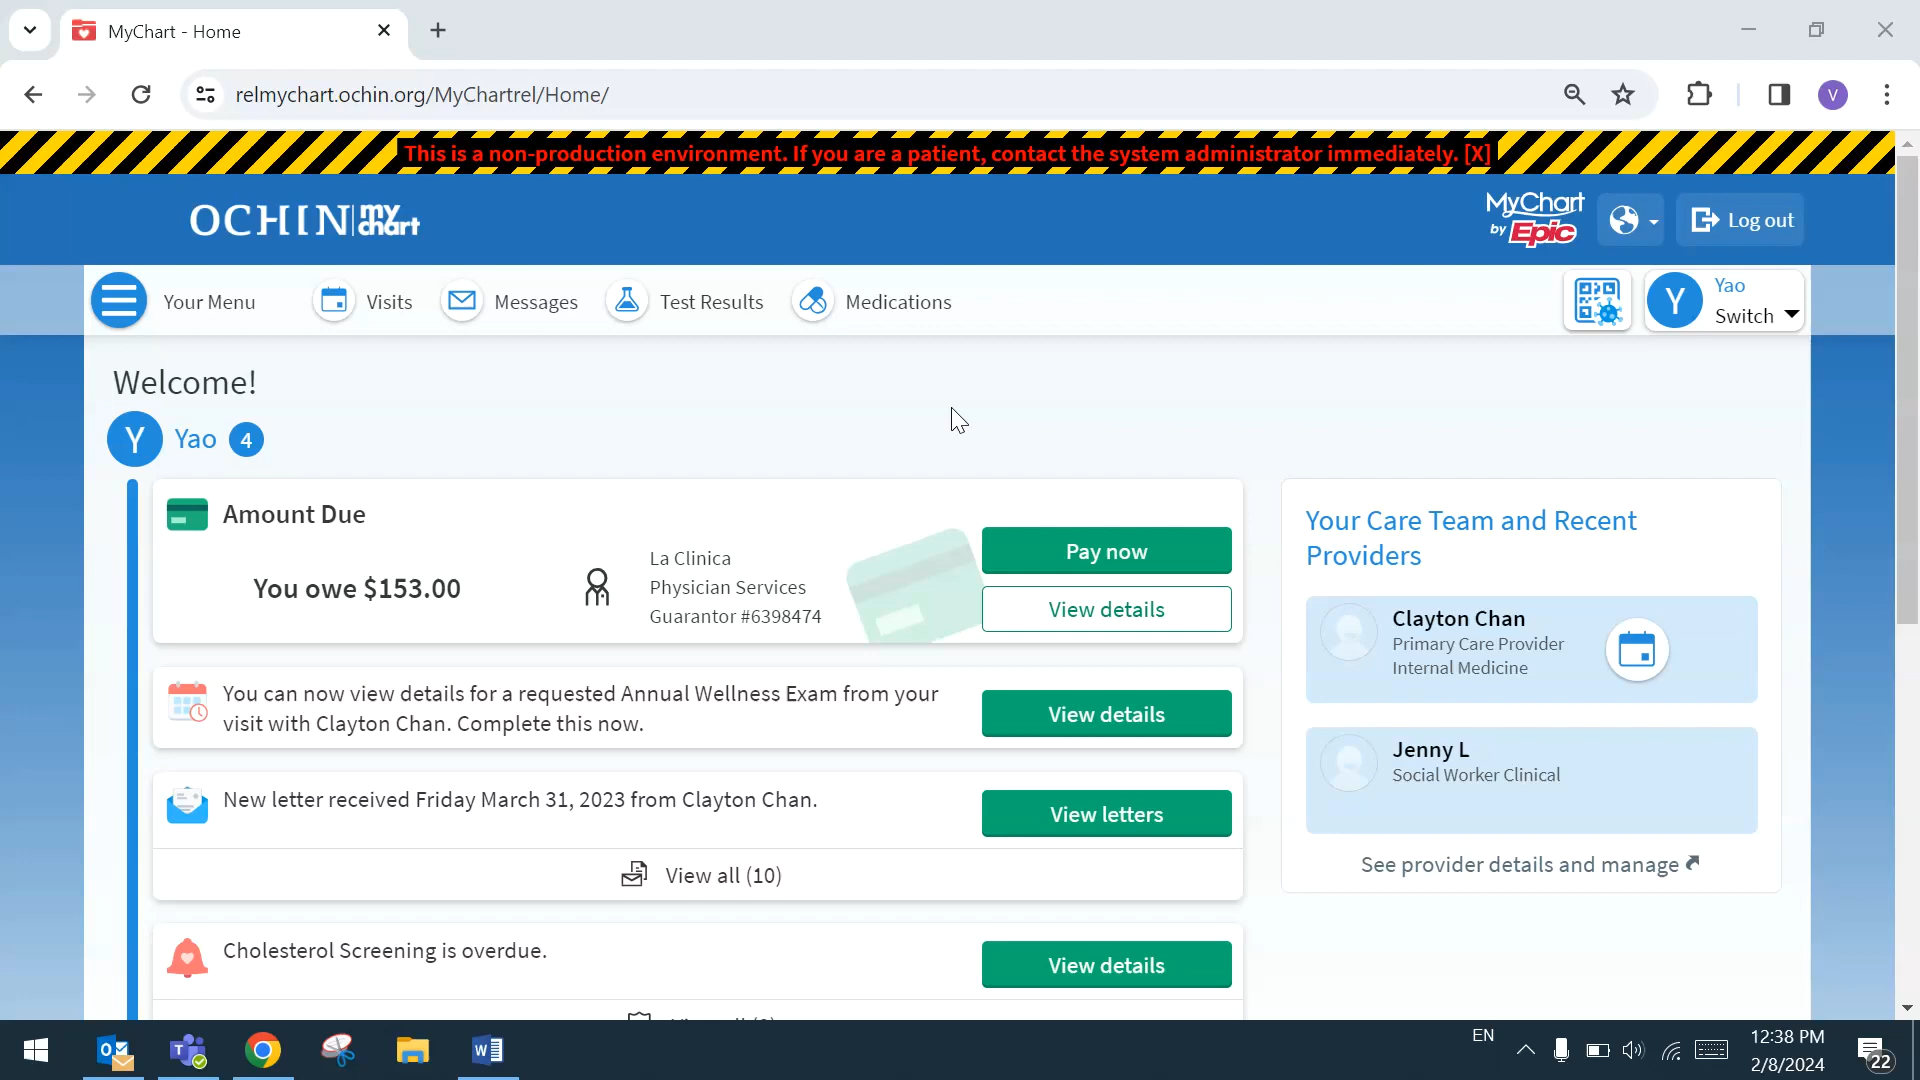 MyChart - Home
relmychart.ochin.org/MyChartrel/Home/
V
This is a non-production environment. If you are a patient, contact the system administrator immediately. [X]
OCHIN my chart
MyChart by Epic
Log out
Your Menu
Visits
Messages
Test Results
Medications
Y
Yao
Switch
Welcome!
Y
Yao
4
Amount Due
You owe $153.00
La Clinica
Physician Services
Guarantor #6398474
Pay now
View details
You can now view details for a requested Annual Wellness Exam from your
visit with Clayton Chan. Complete this now.
View details
New letter received Friday March 31, 2023 from Clayton Chan.
View letters
View all (10)
Cholesterol Screening is overdue.
View details
Your Care Team and Recent
Providers
Clayton Chan
Primary Care Provider
Internal Medicine
Jenny L
Social Worker Clinical
See provider details and manage
EN
12:38 PM
2/8/2024
22